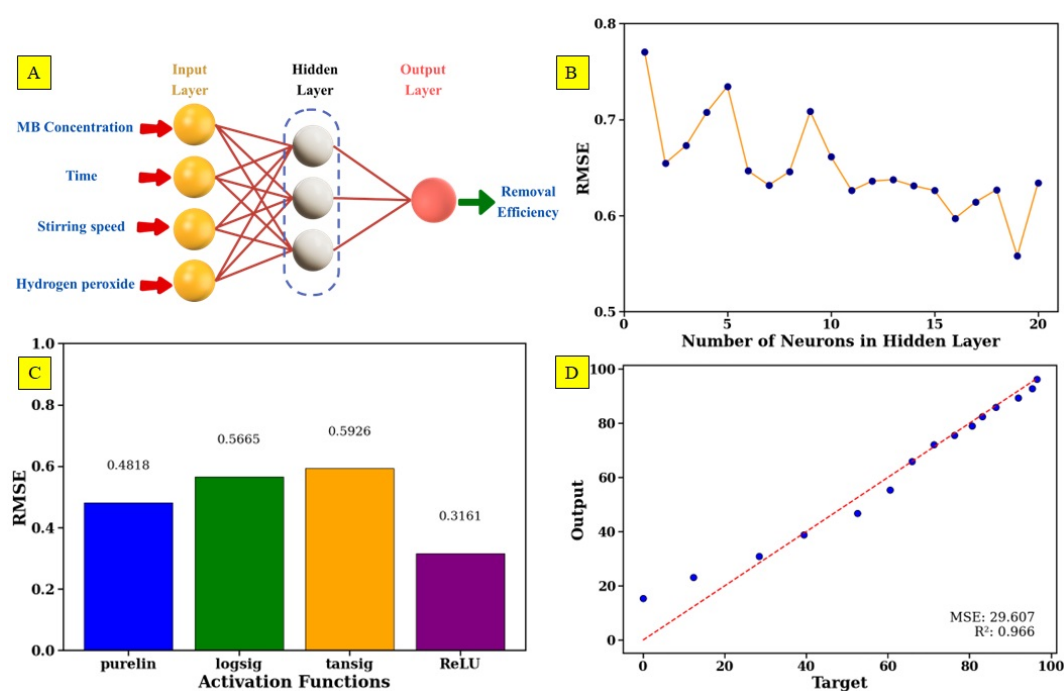 A
Input
Layer
Hidden
Layer
Output
Layer
MB Concentration
Time
Stirring speed
Hydrogen peroxide
Removal
Efficiency
B
0.8
0.7
0.6
0.5
RMSE
0 5 10 15 20
Number of Neurons in Hidden Layer
C
1.0
0.8
0.6
0.4
0.2
0.0
RMSE
0.4818
0.5665
0.5926
0.3161
purelin logsig tansig ReLU
Activation Functions
D
100
80
60
40
20
0
Output
MSE: 29.607
R²: 0.966
0 20 40 60 80 100
Target